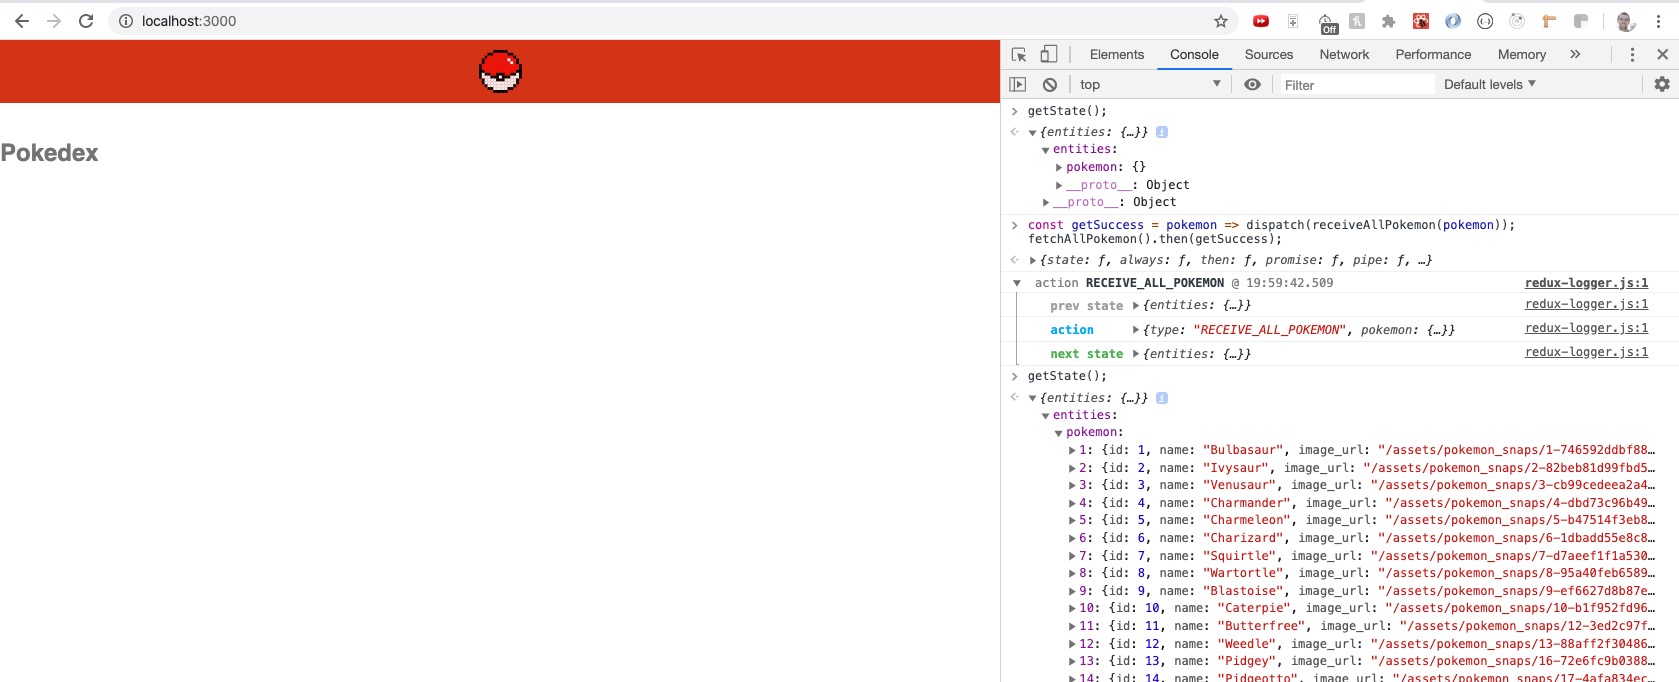 localhost:3000
Off
Pokedex
Elements Console Sources Network Performance Memory »
top Filter Default levels
getState();
{entities: {…}} i
entities:
pokemon: {}
__proto__: Object
__proto__: Object
const getSuccess = pokemon => dispatch(receiveAllPokemon(pokemon));
fetchAllPokemon().then(getSuccess);
{state: ƒ, always: ƒ, then: ƒ, promise: ƒ, pipe: ƒ, …}
action RECEIVE_ALL_POKEMON @ 19:59:42.509 redux-logger.js:1
prev state {entities: {…}} redux-logger.js:1
action {type: "RECEIVE_ALL_POKEMON", pokemon: {…}} redux-logger.js:1
next state {entities: {…}} redux-logger.js:1
getState();
{entities: {…}} i
entities:
pokemon:
1: {id: 1, name: "Bulbasaur", image_url: "/assets/pokemon_snaps/1-746592ddbf88…
2: {id: 2, name: "Ivysaur", image_url: "/assets/pokemon_snaps/2-82beb81d99fbd5…
3: {id: 3, name: "Venusaur", image_url: "/assets/pokemon_snaps/3-cb99cedeea2a4…
4: {id: 4, name: "Charmander", image_url: "/assets/pokemon_snaps/4-dbd73c96b49…
5: {id: 5, name: "Charmeleon", image_url: "/assets/pokemon_snaps/5-b47514f3eb8…
6: {id: 6, name: "Charizard", image_url: "/assets/pokemon_snaps/6-1dbadd55e8c8…
7: {id: 7, name: "Squirtle", image_url: "/assets/pokemon_snaps/7-d7aeef1f1a530…
8: {id: 8, name: "Wartortle", image_url: "/assets/pokemon_snaps/8-95a40feb6589…
9: {id: 9, name: "Blastoise", image_url: "/assets/pokemon_snaps/9-ef6627d8b87e…
10: {id: 10, name: "Caterpie", image_url: "/assets/pokemon_snaps/10-b1f952fd96…
11: {id: 11, name: "Butterfree", image_url: "/assets/pokemon_snaps/12-3ed2c97f…
12: {id: 12, name: "Weedle", image_url: "/assets/pokemon_snaps/13-88aff2f30486…
13: {id: 13, name: "Pidgey", image_url: "/assets/pokemon_snaps/16-72e6fc9b0388…
14: {id: 14, name: "Pidgeotto", image_url: "/assets/pokemon_snaps/17-4afa834ec…